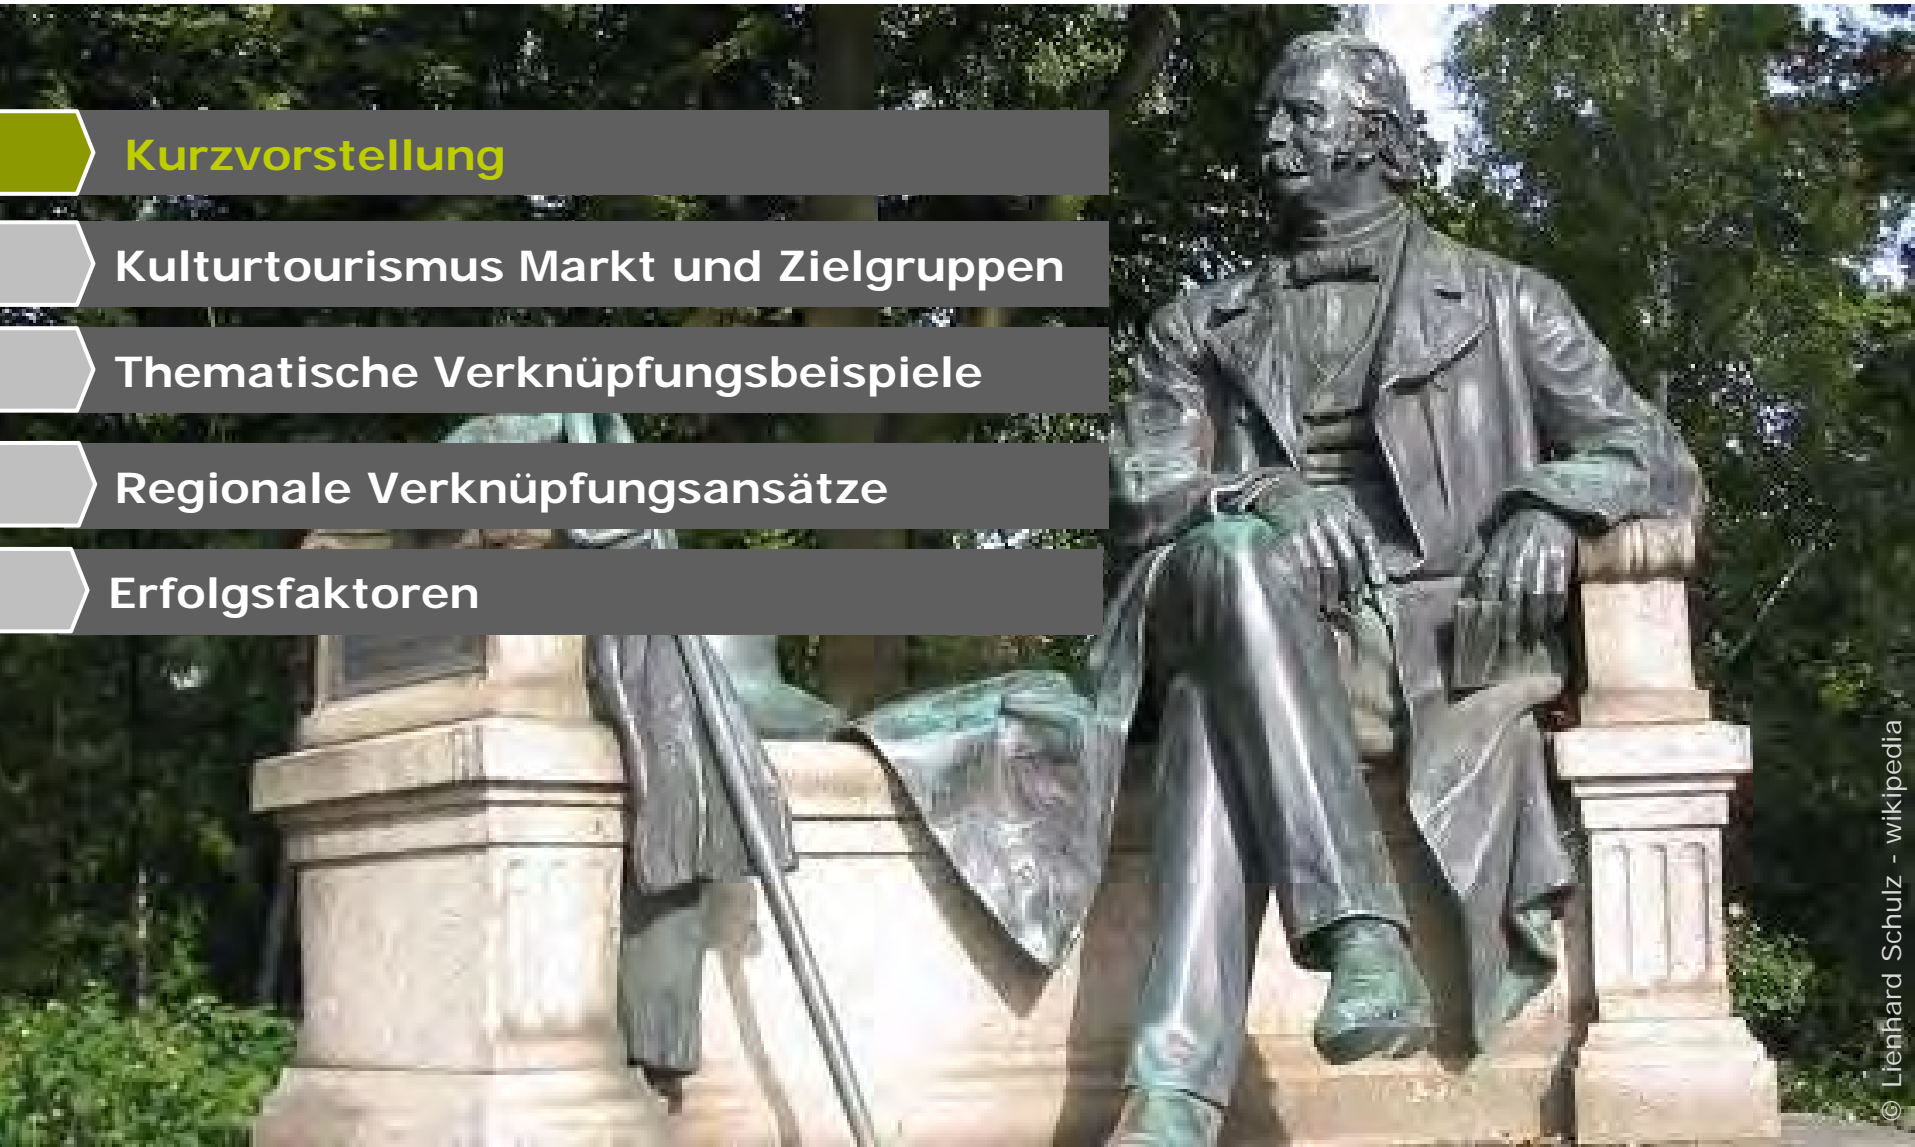 Kurzvorstellung
Kulturtourismus Markt und Zielgruppen
Thematische Verknüpfungsbeispiele
Regionale Verknüpfungsansätze
Erfolgsfaktoren
© Lienhard Schulz - wikipedia